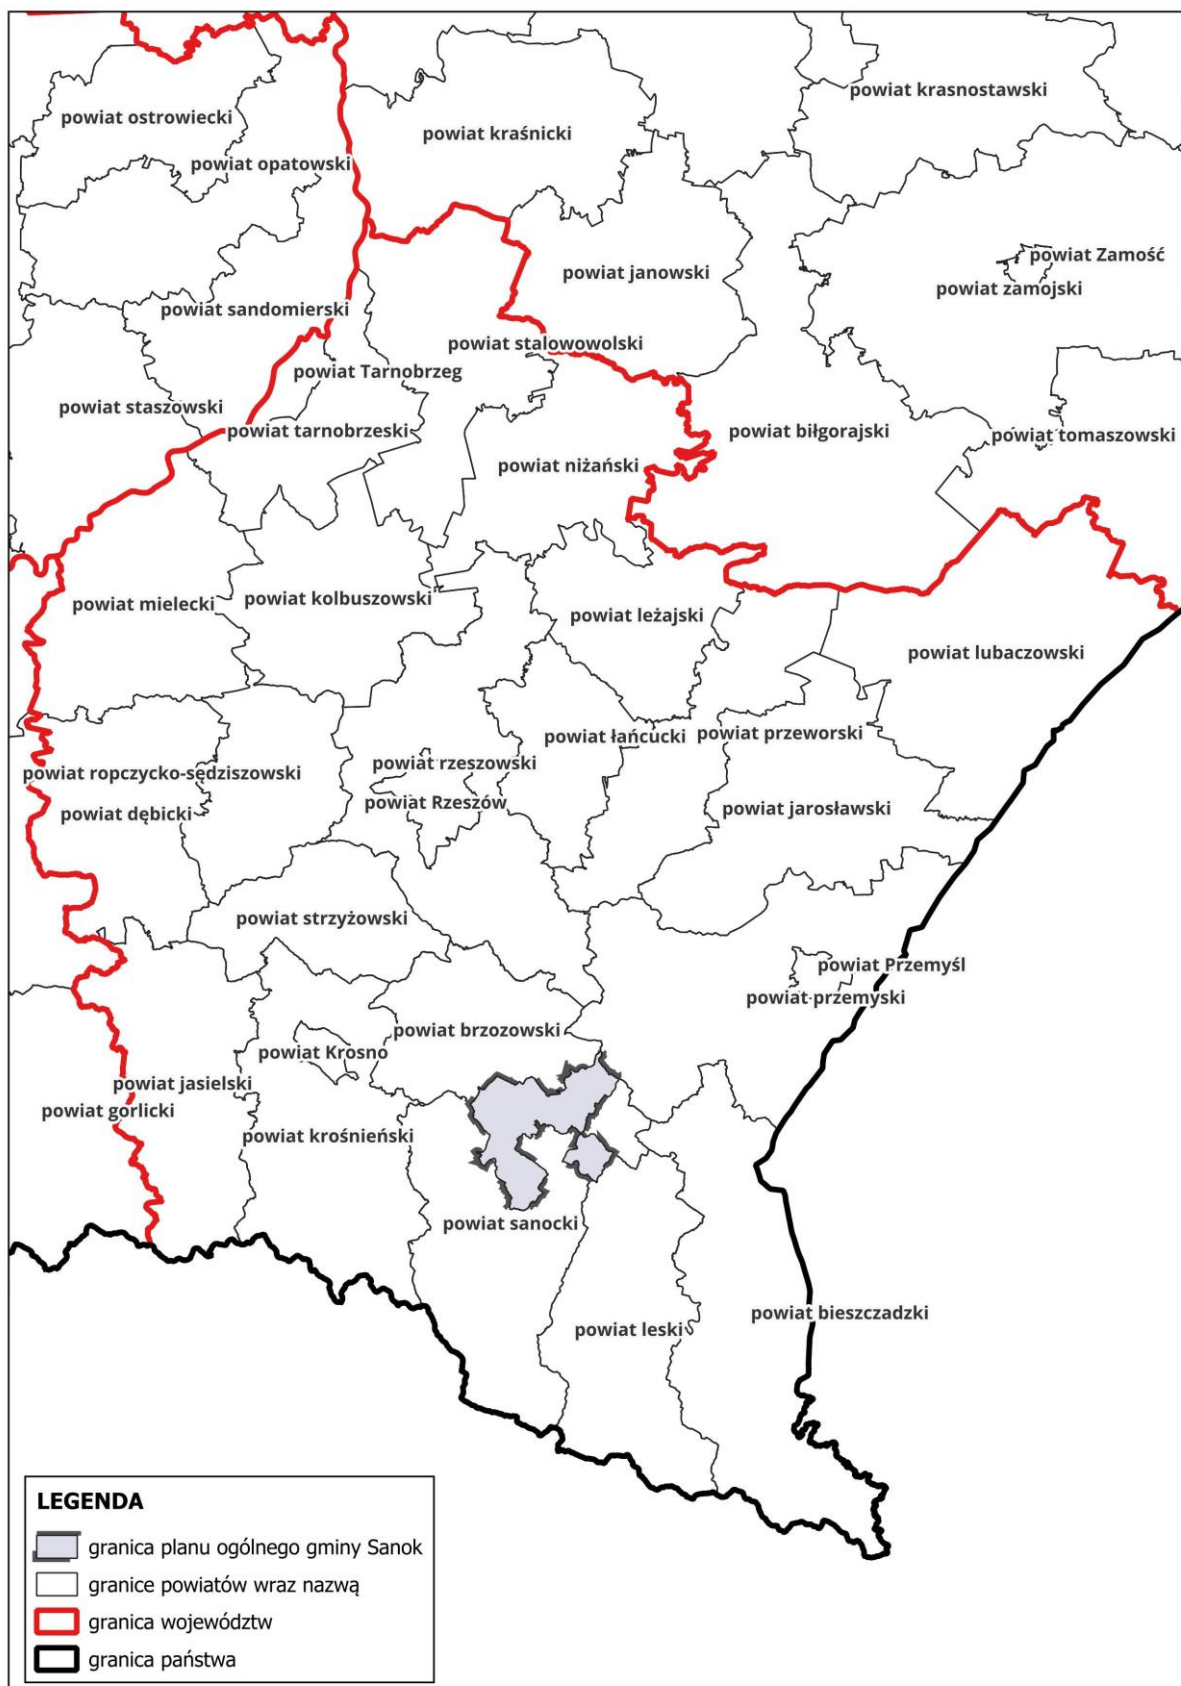 powiat krasnostawski
powiat ostrowiecki
powiat kraśnicki
powiat opatowski
powiat Zamość
powiat janowski
powiat zamojski
powiat sandomierski
powiat stalowowolski
powiat Tarnobrzeg
powiat staszowski
powiat tarnobrzeski
powiat biłgorajski
powiat tomaszowski
powiat niżański
powiat mielecki
powiat kolbuszowski
powiat leżajski
powiat lubaczowski
powiat łańcucki
powiat przeworski
powiat rzeszowski
powiat ropczycko-sędziszowski
powiat Rzeszów
powiat dębicki
powiat jarosławski
powiat strzyżowski
powiat Przemyśl
powiat przemyski
powiat brzozowski
powiat Krosno
powiat jasielski
powiat gorlicki
powiat krośnieński
powiat sanocki
powiat bieszczadzki
powiat leski
LEGENDA
granica planu ogólnego gminy Sanok
granice powiatów wraz nazwą
granica województw
granica państwa